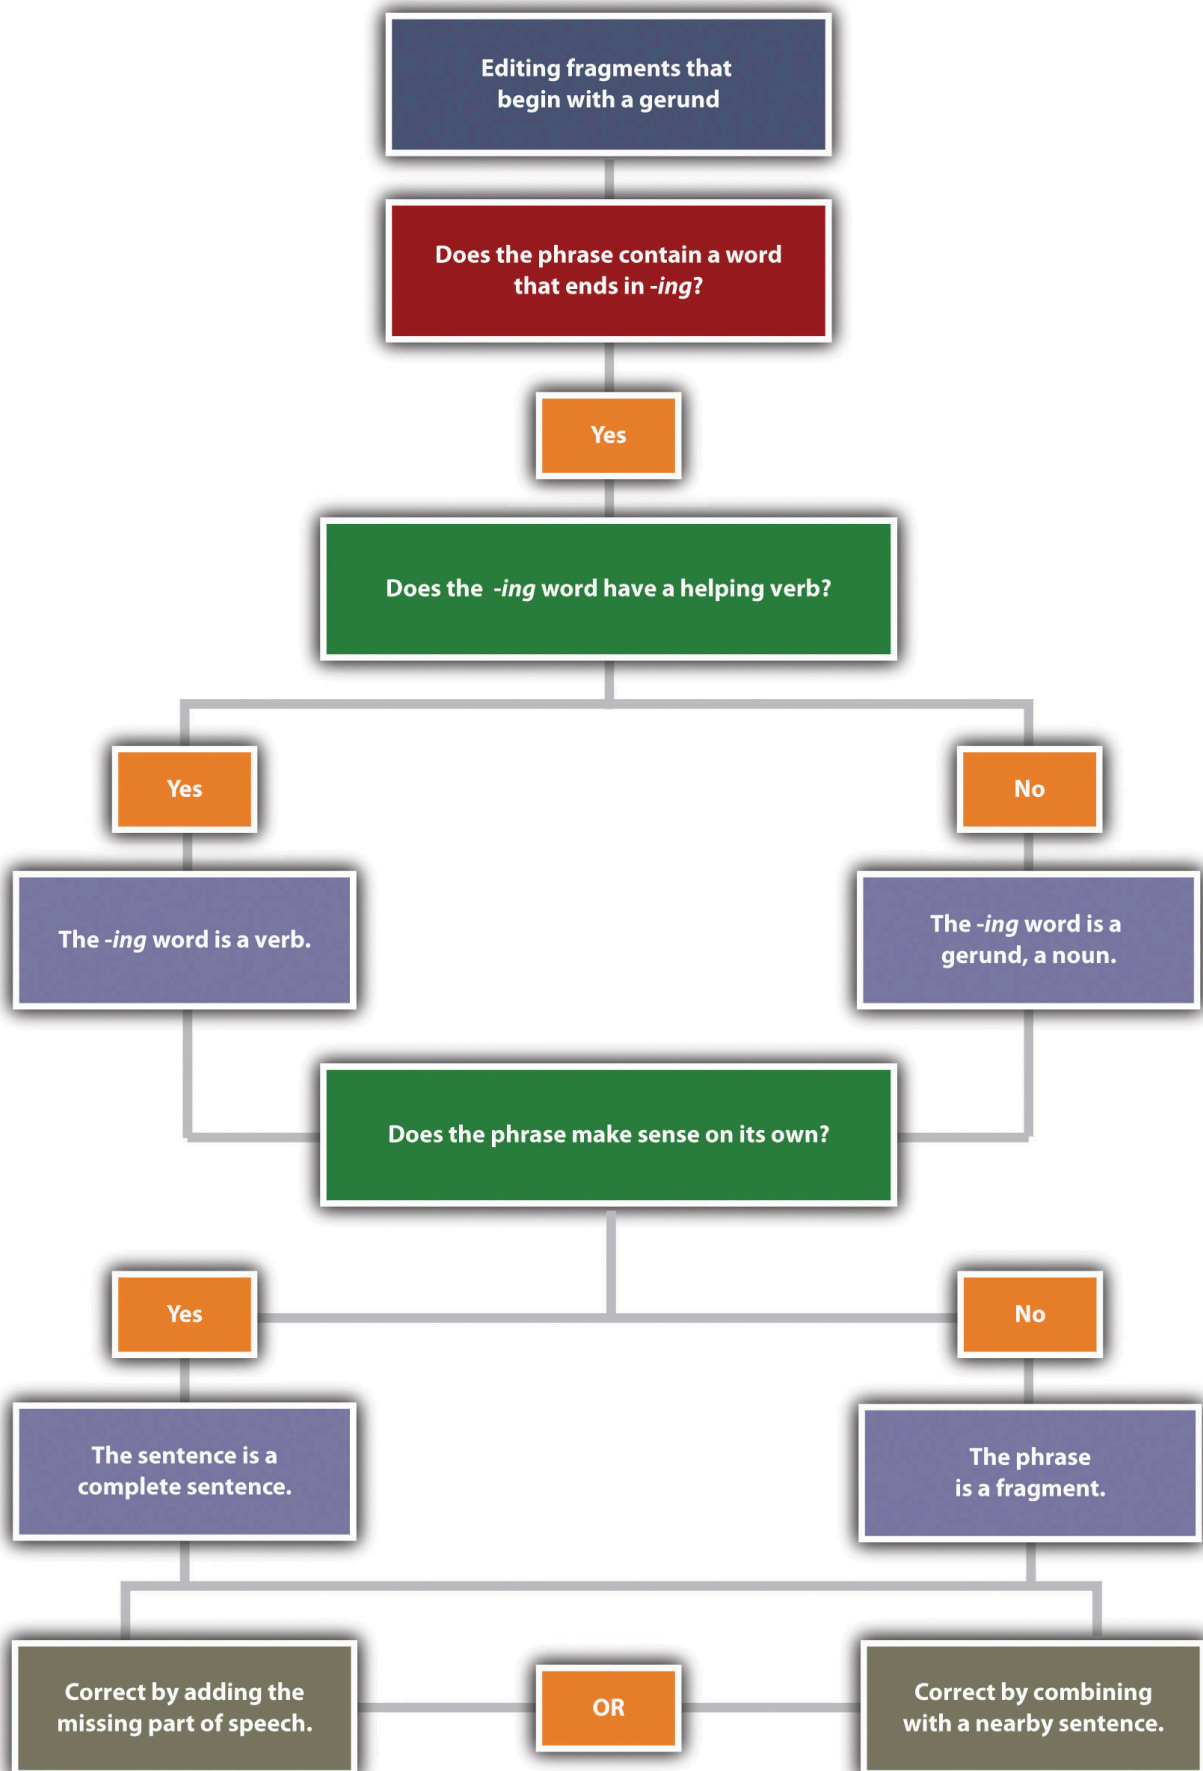 Editing fragments that
begin with a gerund
Does the phrase contain a word
that ends in -ing?
Yes
Does the -ing word have a helping verb?
Yes
No
The -ing word is a verb.
The -ing word is a
gerund, a noun.
Does the phrase make sense on its own?
Yes
No
The sentence is a
complete sentence.
The phrase
is a fragment.
Correct by adding the
missing part of speech.
OR
Correct by combining
with a nearby sentence.